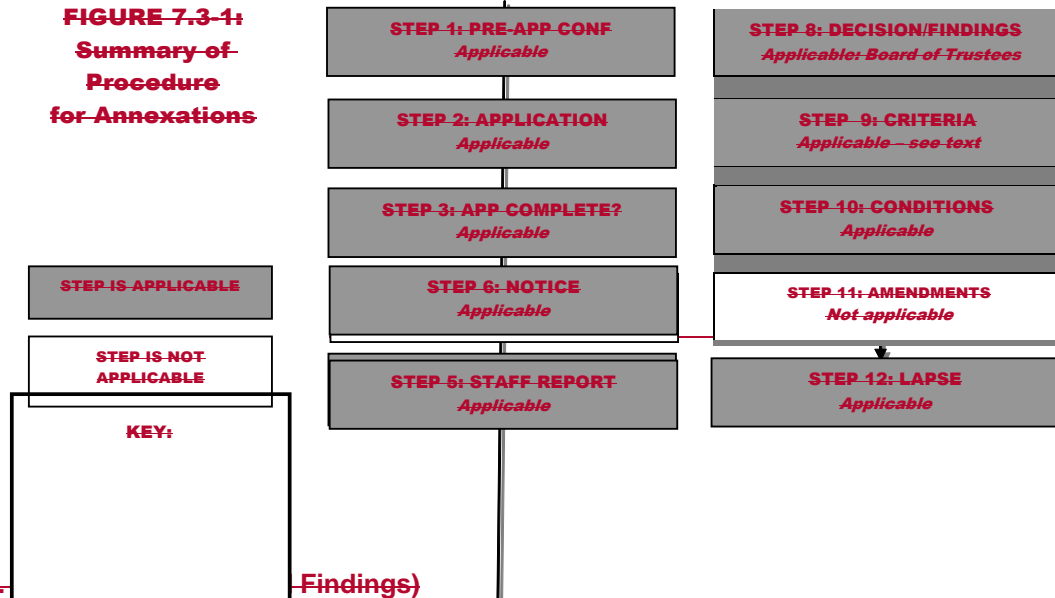 FIGURE 7.3-1:
Summary of
Procedure
for Annexations
STEP IS APPLICABLE
STEP IS NOT
APPLICABLE
KEY:
STEP 1: PRE-APP CONF
Applicable
STEP 2: APPLICATION
Applicable
STEP 3: APP COMPLETE?
Applicable
STEP 6: NOTICE
Applicable
STEP 5: STAFF REPORT
Applicable
STEP 8: DECISION/FINDINGS
Applicable: Board of Trustees
STEP 9: CRITERIA
Applicable – see text
STEP 10: CONDITIONS
Applicable
STEP 11: AMENDMENTS
Not applicable
STEP 12: LAPSE
Applicable
Findings)